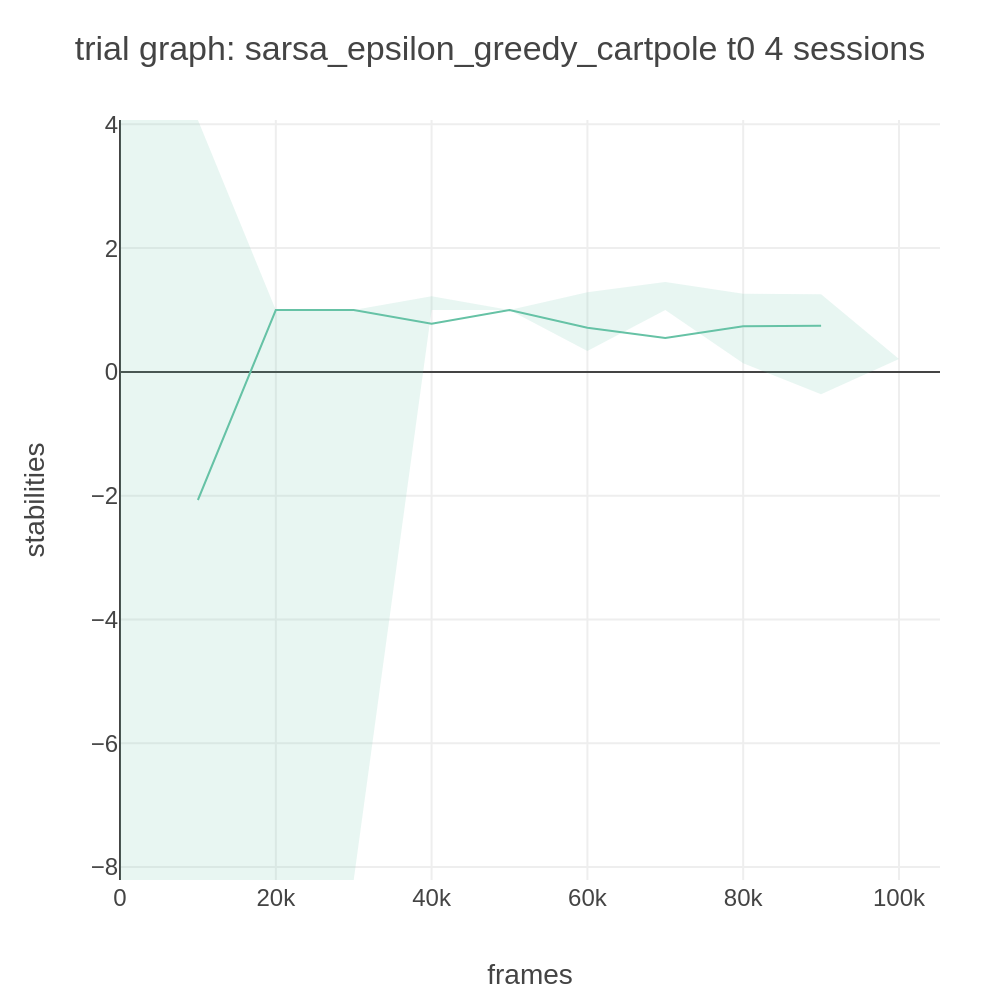 trial graph: sarsa_epsilon_greedy_cartpole t0 4 sessions
4
2
0
−2
−4
−6
−8
stabilities
0 20k 40k 60k 80k 100k
frames